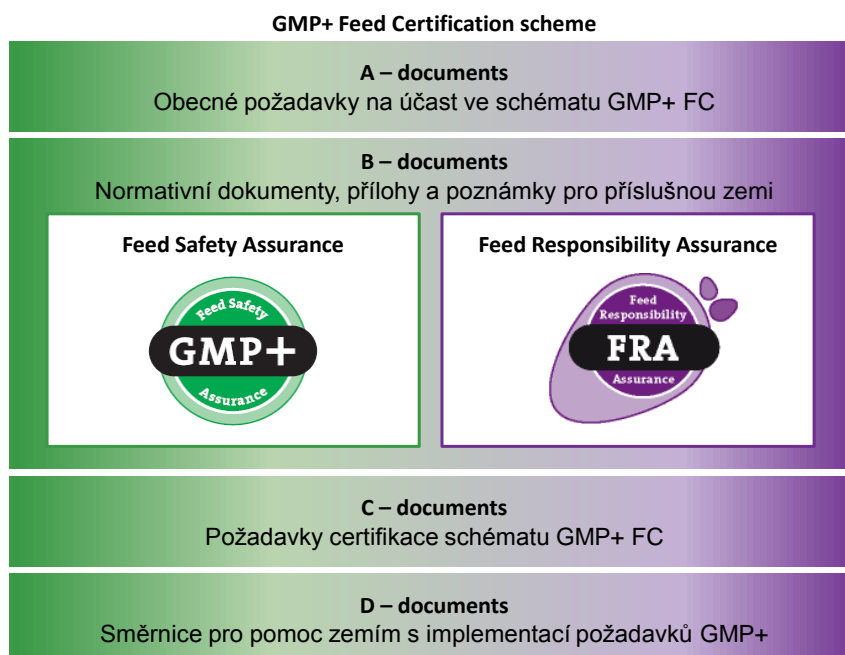 GMP+ Feed Certification scheme
A – documents
Obecné požadavky na účast ve schématu GMP+ FC
B – documents
Normativní dokumenty, přílohy a poznámky pro příslušnou zemi
Feed Safety Assurance
Feed Safety
GMP+
Assurance
Feed Responsibility Assurance
Feed
Responsibility
FRA
Assurance
C – documents
Požadavky certifikace schématu GMP+ FC
D – documents
Směrnice pro pomoc zemím s implementací požadavků GMP+